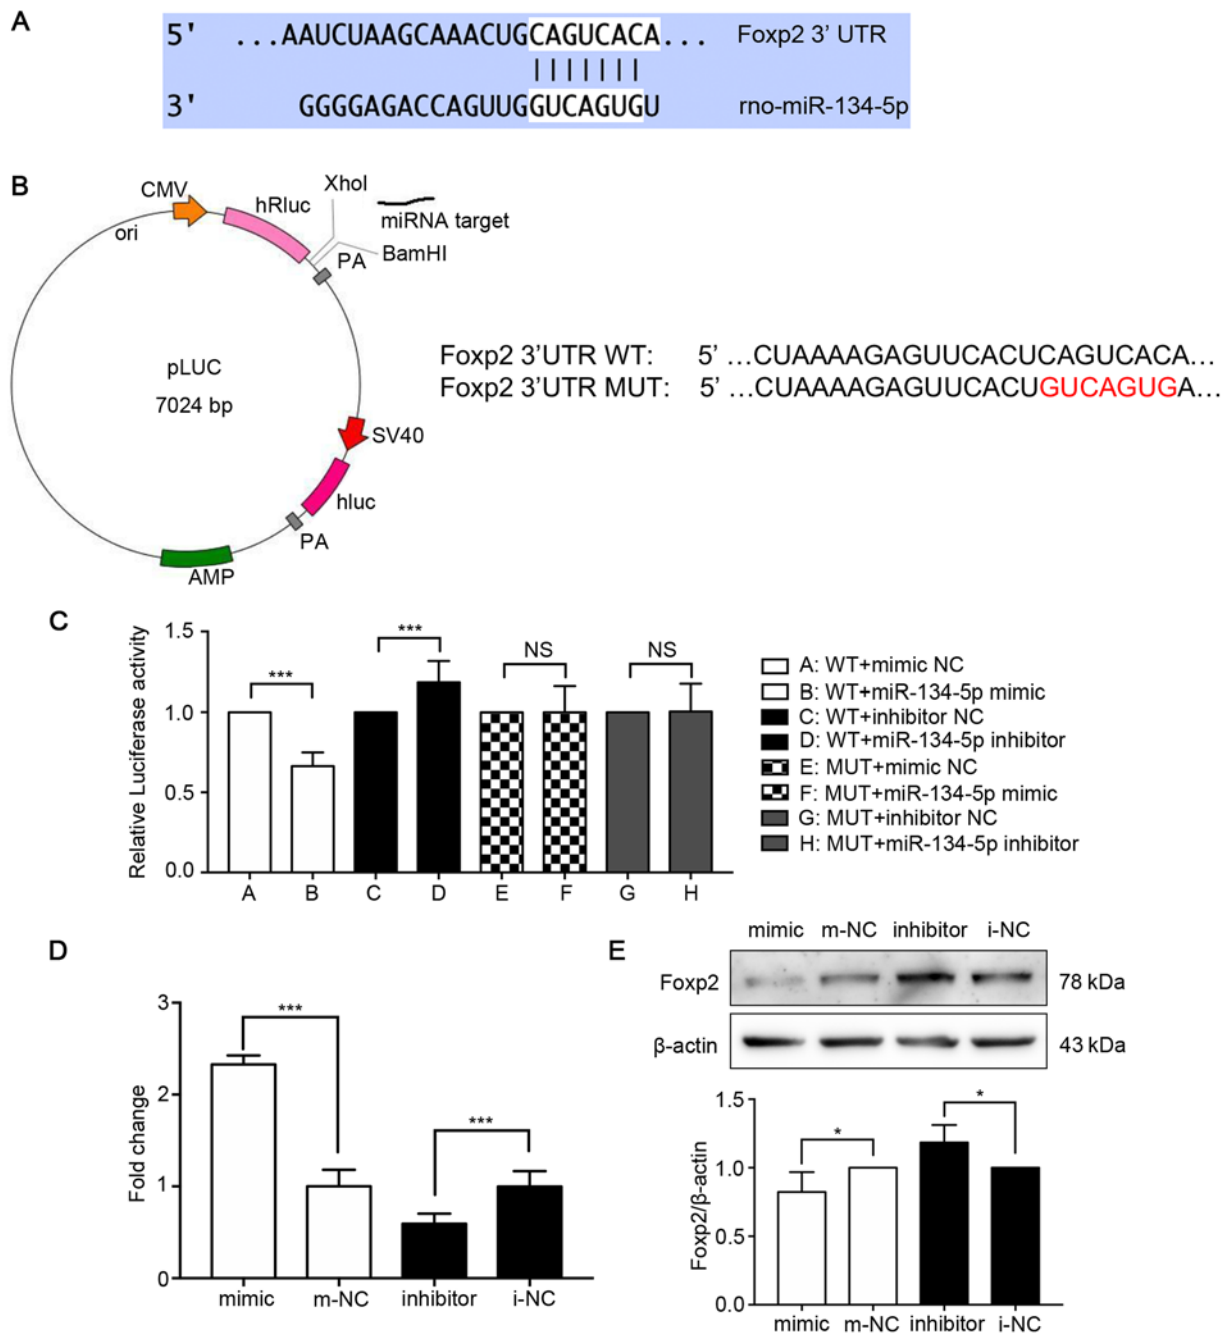 A
5' ...AAUCUAAGCAAACUGCAGUCACA... Foxp2 3' UTR
3' GGGGAGACCAGUUGGUCAGUGU rno-miR-134-5p
B
CMV
hRluc
XhoI
miRNA target
ori
PA
BamHI
pLUC
7024 bp
SV40
hluc
PA
AMP
Foxp2 3'UTR WT: 5' ...CUAAAAGAGUUCACUCAGUCACA...
Foxp2 3'UTR MUT: 5' ...CUAAAAGAGUUCACUGUCAGUGA...
C
Relative Luciferase activity
1.5
1.0
0.5
0.0
*** *** NS NS
A B C D E F G H
A: WT+mimic NC
B: WT+miR-134-5p mimic
C: WT+inhibitor NC
D: WT+miR-134-5p inhibitor
E: MUT+mimic NC
F: MUT+miR-134-5p mimic
G: MUT+inhibitor NC
H: MUT+miR-134-5p inhibitor
D
Fold change
3
2
1
0
*** ***
mimic m-NC inhibitor i-NC
E
mimic m-NC inhibitor i-NC
Foxp2 78 kDa
β-actin 43 kDa
Foxp2/β-actin
1.5
1.0
0.5
0.0
* *
mimic m-NC inhibitor i-NC